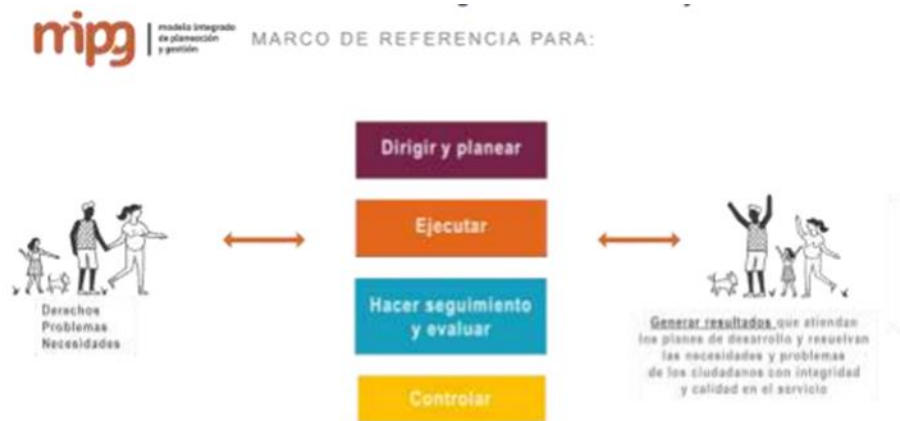 mipg
modelo integrado
de planeación
y gestión
MARCO DE REFERENCIA PARA:
Dirigir y planear
Ejecutar
Hacer seguimiento
y evaluar
Controlar
Derechos
Problemas
Necesidades
Generar resultados que atiendan
los planes de desarrollo y resuelvan
las necesidades y problemas
de los ciudadanos con integridad
y calidad en el servicio